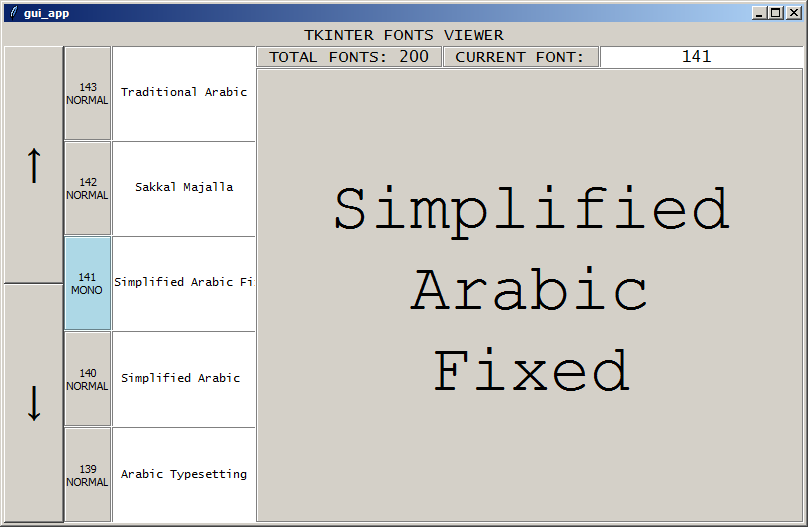 gui_app
TKINTER FONTS VIEWER
TOTAL FONTS: 200 CURRENT FONT: 141
↑
↓
143
NORMAL
Traditional Arabic
142
NORMAL
Sakkal Majalla
141
MONO
Simplified Arabic Fi
140
NORMAL
Simplified Arabic
139
NORMAL
Arabic Typesetting
Simplified
Arabic
Fixed